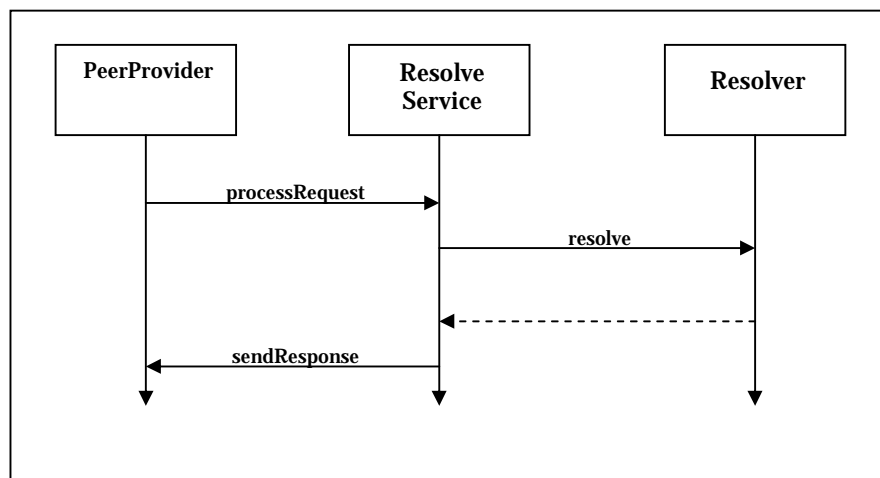 PeerProvider
Resolve
Service
Resolver
processRequest
resolve
sendResponse